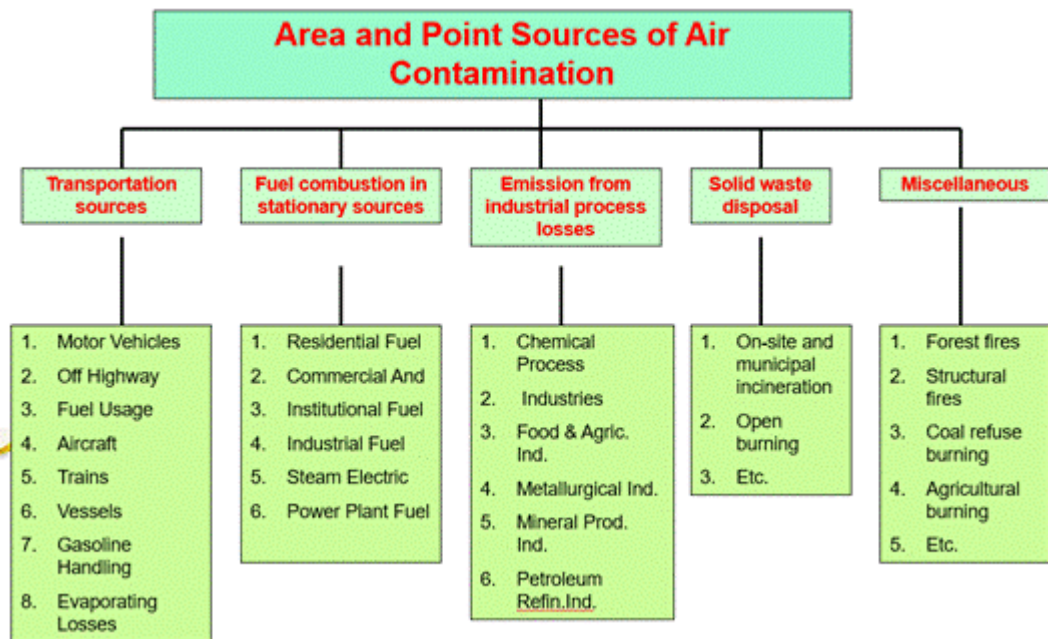 Area and Point Sources of Air
Contamination
Transportation
sources
Fuel combustion in
stationary sources
Emission from
industrial process
losses
Solid waste
disposal
Miscellaneous
1. Motor Vehicles
2. Off Highway
3. Fuel Usage
4. Aircraft
5. Trains
6. Vessels
7. Gasoline
Handling
8. Evaporating
Losses
1. Residential Fuel
2. Commercial And
3. Institutional Fuel
4. Industrial Fuel
5. Steam Electric
6. Power Plant Fuel
1. Chemical
Process
2. Industries
3. Food & Agric.
Ind.
4. Metallurgical Ind.
5. Mineral Prod.
Ind.
6. Petroleum
Refin.Ind.
1. On-site and
municipal
incineration
2. Open
burning
3. Etc.
1. Forest fires
2. Structural
fires
3. Coal refuse
burning
4. Agricultural
burning
5. Etc.